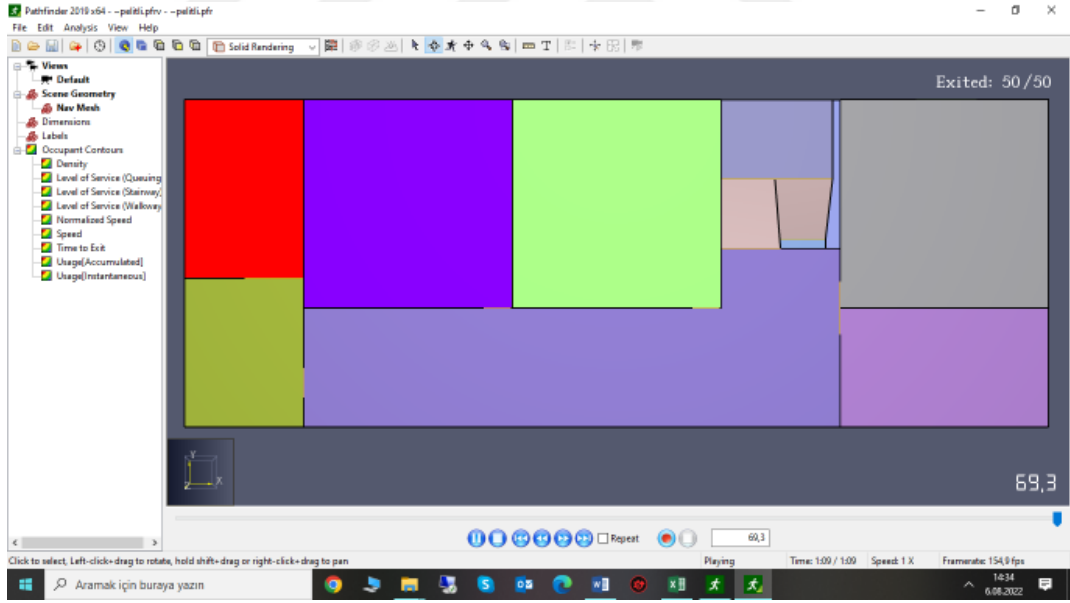 Pathfinder 2019 x64 - ~pelitli.pfrv - ~pelitli.pfr
File Edit Analysis View Help
Solid Rendering
Views
Default
Scene Geometry
Nav Mesh
Dimensions
Labels
Occupant Contours
Density
Level of Service (Queuing
Level of Service (Stairway)
Level of Service (Walkway
Normalized Speed
Speed
Time to Exit
Usage[Accumulated]
Usage[Instantaneous]
Exited: 50/50
Y
Z X
69,3
Repeat
69,3
Click to select, Left-click+drag to rotate, hold shift+drag or right-click+drag to pan
Playing
Time: 1:09 / 1:09
Speed: 1 X
Framerate: 154,9 fps
Aramak için buraya yazın
14:34
6.08.2022